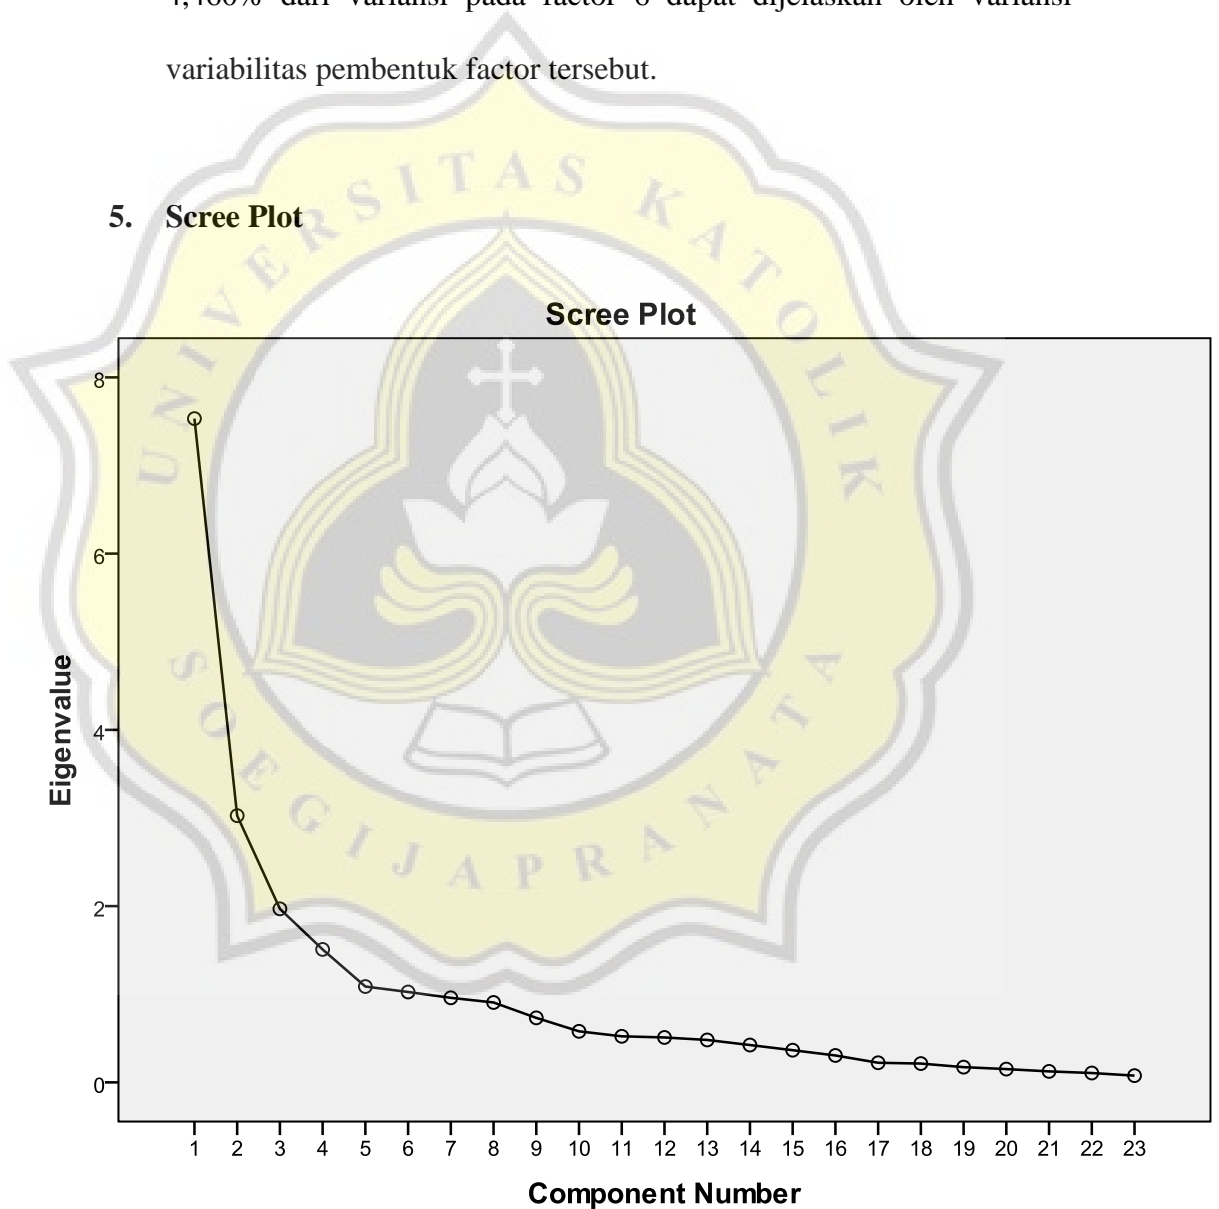 4,460% dari variansi pada factor 6 dapat dijelaskan oleh variansi
variabilitas pembentuk factor tersebut.
5. Scree Plot
Scree Plot
UNIVERSITAS KATOLIK
SOEGIJAPRANATA
Eigenvalue
8
6
4
2
0
1 2 3 4 5 6 7 8 9 10 11 12 13 14 15 16 17 18 19 20 21 22 23
Component Number